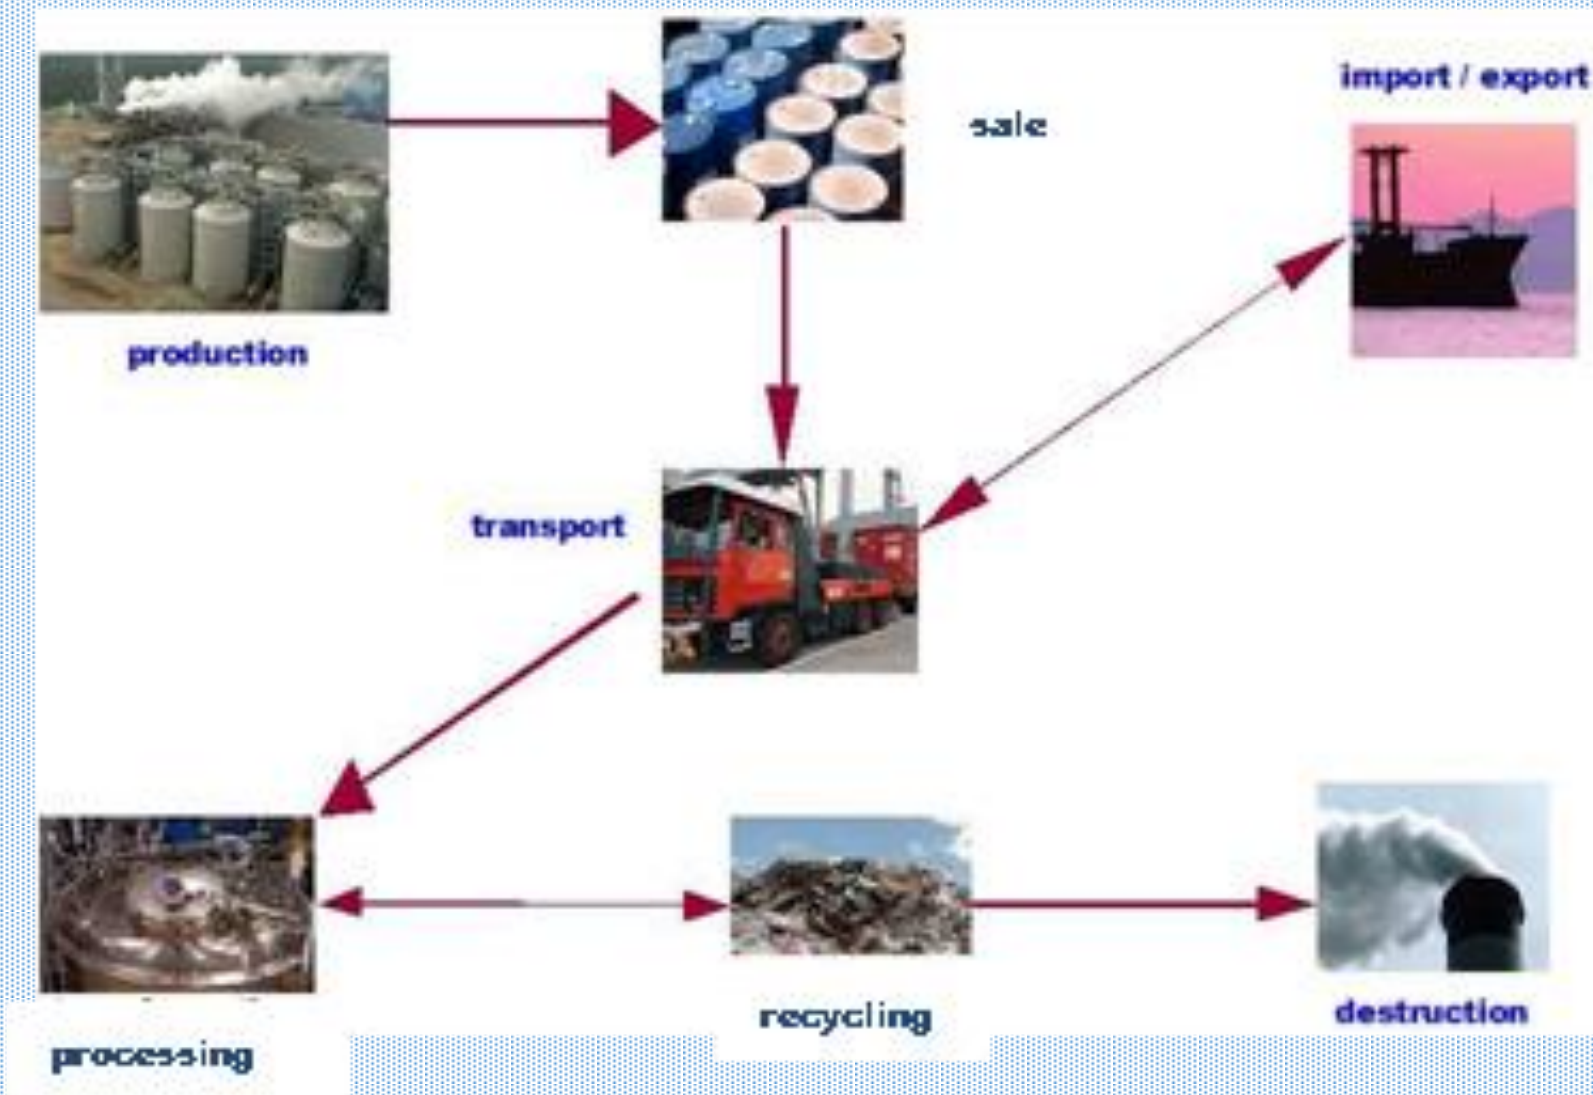 import / export
sale
production
transport
recycling
destruction
processing